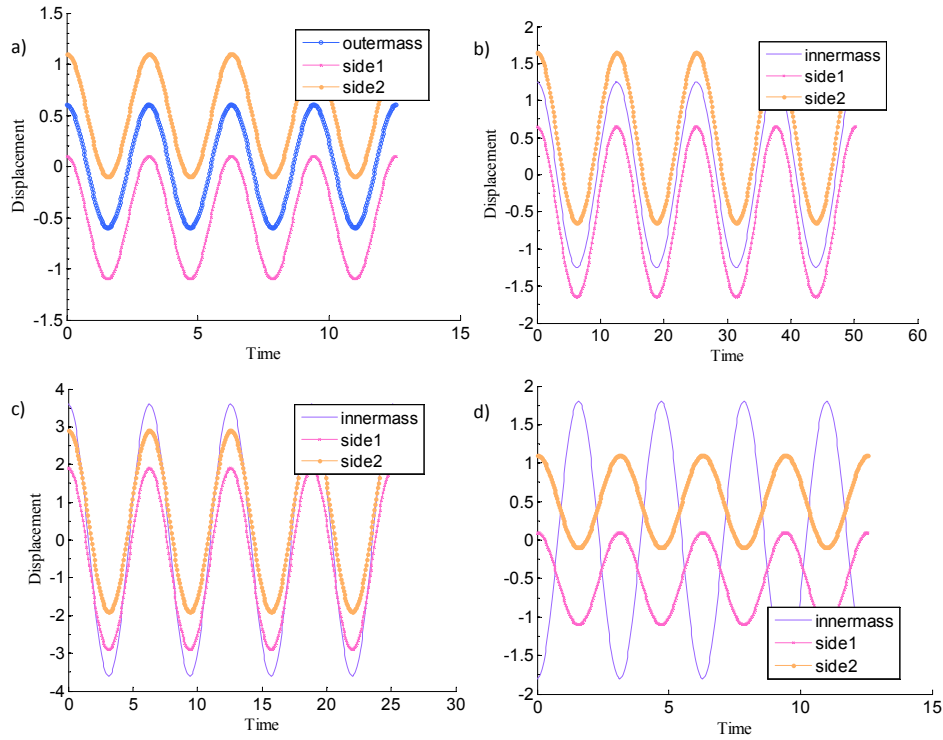 a)
1.5
1
0.5
0
-0.5
-1
-1.5
Displacement
0 5 10 15
Time
outermass
side1
side2
b)
2
1.5
1
0.5
0
-0.5
-1
-1.5
-2
Displacement
0 10 20 30 40 50 60
Time
innermass
side1
side2
c)
4
3
2
1
0
-1
-2
-3
-4
Displacement
0 5 10 15 20 25 30
Time
innermass
side1
side2
d)
2
1.5
1
0.5
0
-0.5
-1
-1.5
-2
0 5 10 15
Time
innermass
side1
side2